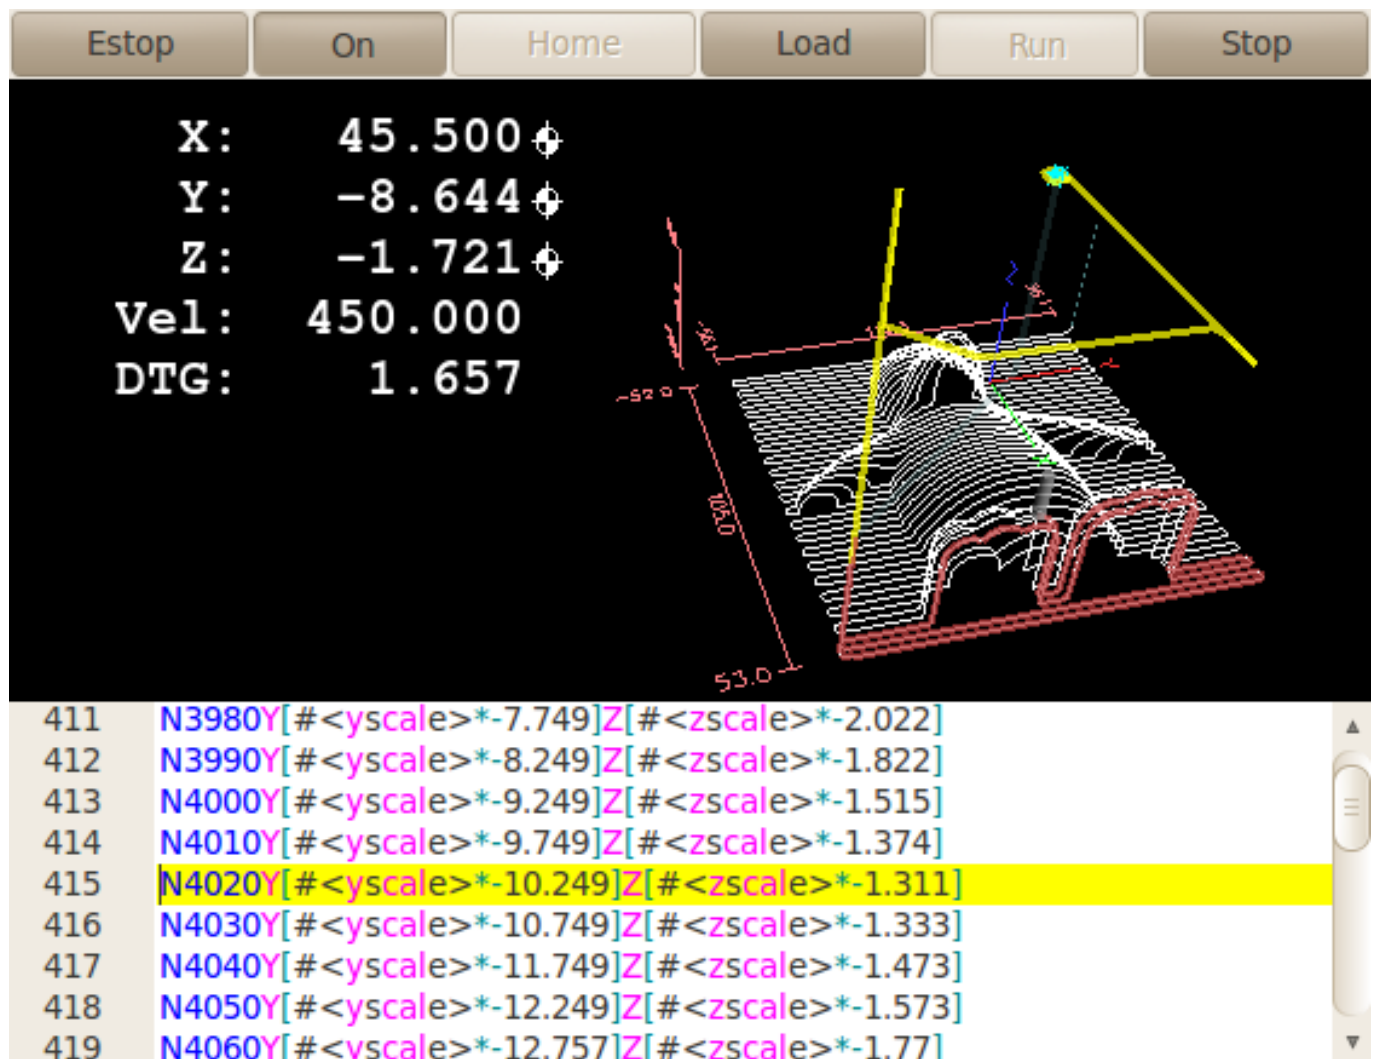 Estop On Home Load Run Stop
X: 45.500
Y: -8.644
Z: -1.721
Vel: 450.000
DTG: 1.657
-52.0
105.0
53.0
411 N3980Y[#<yscale>*-7.749]Z[#<zscale>*-2.022]
412 N3990Y[#<yscale>*-8.249]Z[#<zscale>*-1.822]
413 N4000Y[#<yscale>*-9.249]Z[#<zscale>*-1.515]
414 N4010Y[#<yscale>*-9.749]Z[#<zscale>*-1.374]
415 N4020Y[#<yscale>*-10.249]Z[#<zscale>*-1.311]
416 N4030Y[#<yscale>*-10.749]Z[#<zscale>*-1.333]
417 N4040Y[#<yscale>*-11.749]Z[#<zscale>*-1.473]
418 N4050Y[#<yscale>*-12.249]Z[#<zscale>*-1.573]
419 N4060Y[#<yscale>*-12.757]Z[#<zscale>*-1.77]